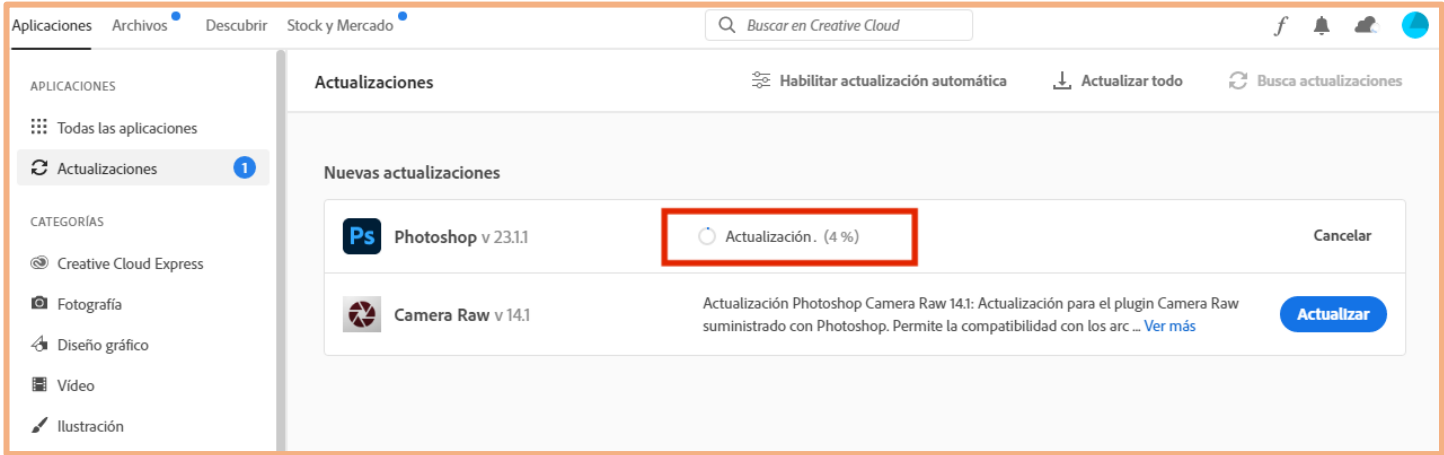 Aplicaciones Archivos Descubrir Stock y Mercado Buscar en Creative Cloud f
APLICACIONES
Todas las aplicaciones
Actualizaciones 1
CATEGORÍAS
Creative Cloud Express
Fotografía
Diseño gráfico
Vídeo
Ilustración
Actualizaciones Habilitar actualización automática Actualizar todo Busca actualizaciones
Nuevas actualizaciones
Ps Photoshop v 23.1.1 Actualización. (4 %) Cancelar
Camera Raw v 14.1
Actualización Photoshop Camera Raw 14.1: Actualización para el plugin Camera Raw
suministrado con Photoshop. Permite la compatibilidad con los arc ... Ver más
Actualizar